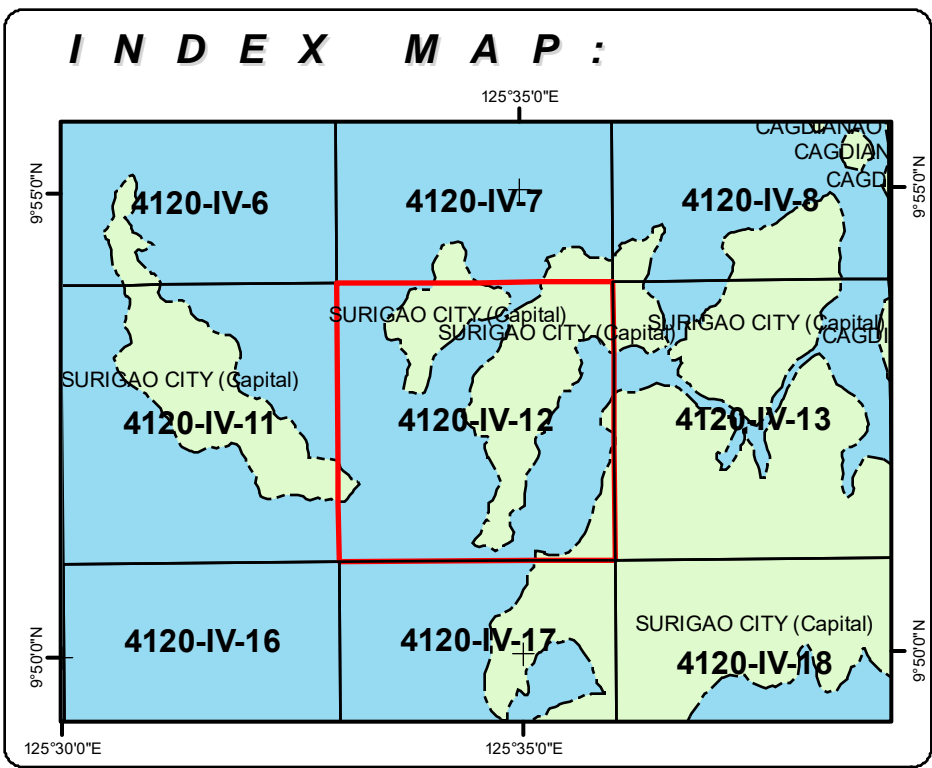 INDEX MAP:
125°35'0"E
CAGDIANAO
CAGDIAN
CAGD
9°55'0"N
4120-IV-6
4120-IV-7
4120-IV-8
9°55'0"N
SURIGAO CITY (Capital)
SURIGAO CITY (Capital)
SURIGAO CITY (Capital)
CAGDI
SURIGAO CITY (Capital)
4120-IV-11
4120-IV-12
4120-IV-13
9°50'0"N
4120-IV-16
4120-IV-17
SURIGAO CITY (Capital)
4120-IV-18
9°50'0"N
125°30'0"E
125°35'0"E